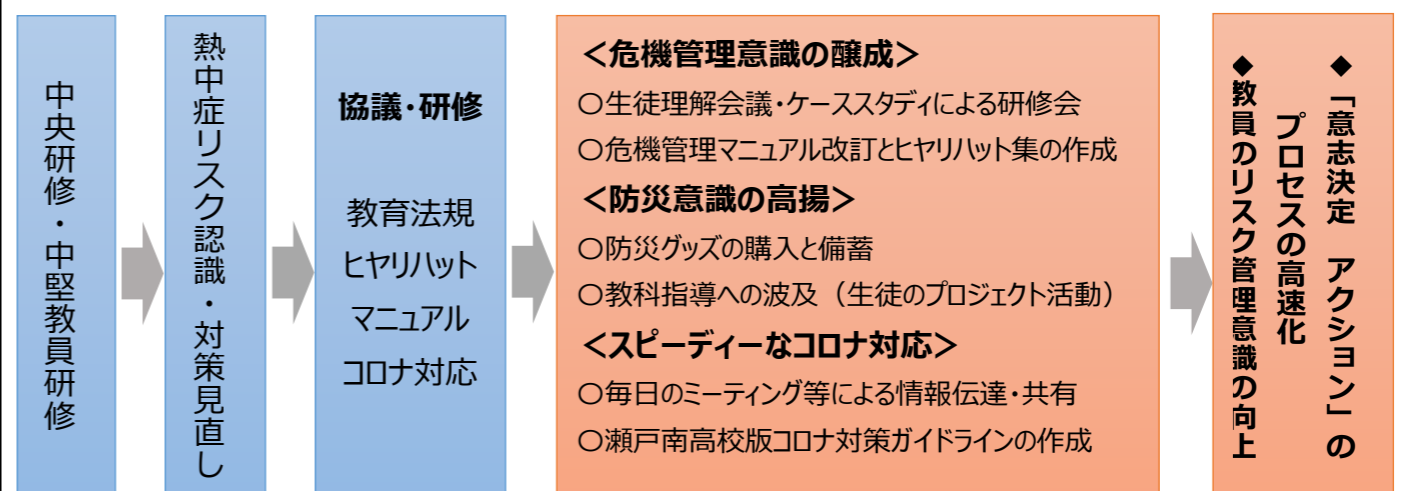 中央研修・中堅教員研修
熱中症リスク認識・対策見直し
協議・研修
教育法規
ヒヤリハット
マニュアル
コロナ対応
＜危機管理意識の醸成＞
○生徒理解会議・ケーススタディによる研修会
○危機管理マニュアル改訂とヒヤリハット集の作成
＜防災意識の高揚＞
○防災グッズの購入と備蓄
○教科指導への波及（生徒のプロジェクト活動）
＜スピーディーなコロナ対応＞
○毎日のミーティング等による情報伝達・共有
○瀬戸南高校版コロナ対策ガイドラインの作成
◆「意志決定　アクション」の
プロセスの高速化
◆教員のリスク管理意識の向上